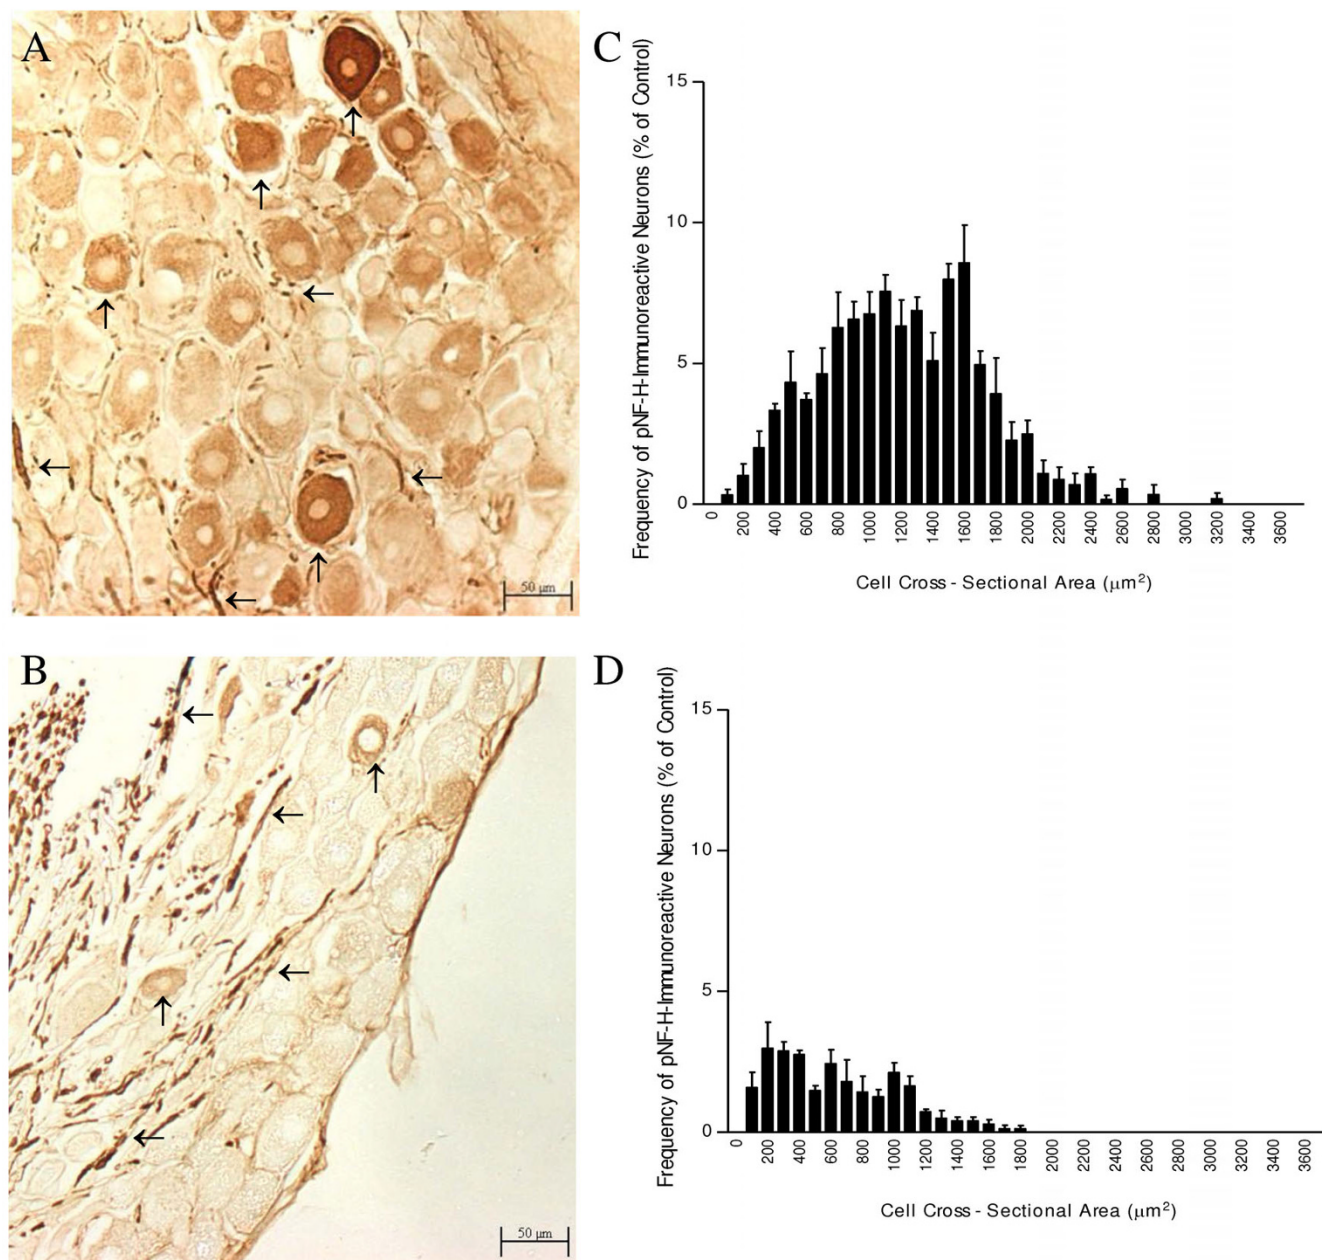 A
50 µm
B
50 µm
C
Frequency of pNF-H-Immunoreactive Neurons (% of Control)
15
10
5
0
0 200 400 600 800 1000 1200 1400 1600 1800 2000 2200 2400 2600 2800 3000 3200 3400 3600
Cell Cross - Sectional Area (µm²)
D
Frequency of pNF-H-Immunoreactive Neurons (% of Control)
15
10
5
0
0 200 400 600 800 1000 1200 1400 1600 1800 2000 2200 2400 2600 2800 3000 3200 3400 3600
Cell Cross - Sectional Area (µm²)